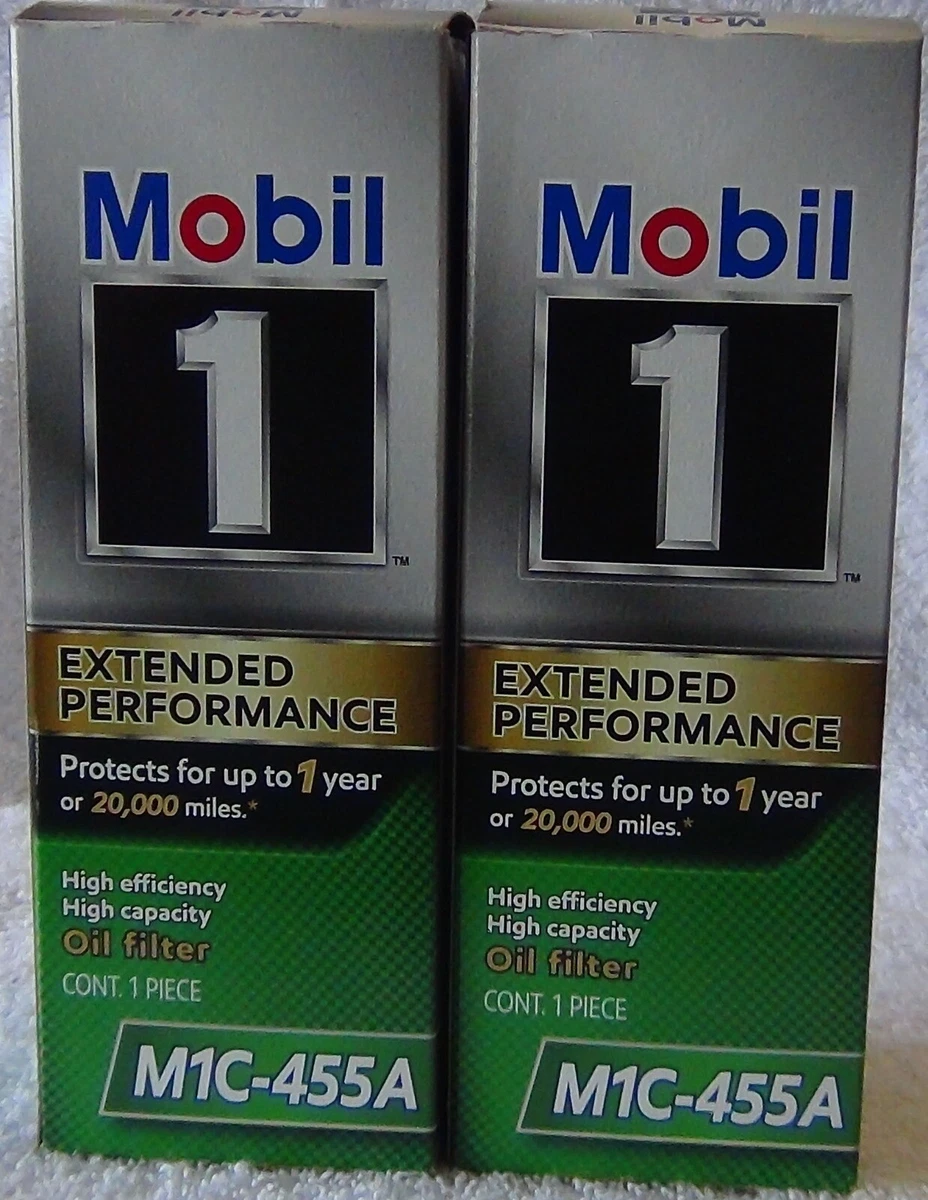 Mobil
Mobil
Mobil
1
TM
EXTENDED
PERFORMANCE
Protects for up to 1 year
or 20,000 miles.*
High efficiency
High capacity
Oil filter
CONT. 1 PIECE
M1C-455A
Mobil
1
TM
EXTENDED
PERFORMANCE
Protects for up to 1 year
or 20,000 miles.*
High efficiency
High capacity
Oil filter
CONT. 1 PIECE
M1C-455A